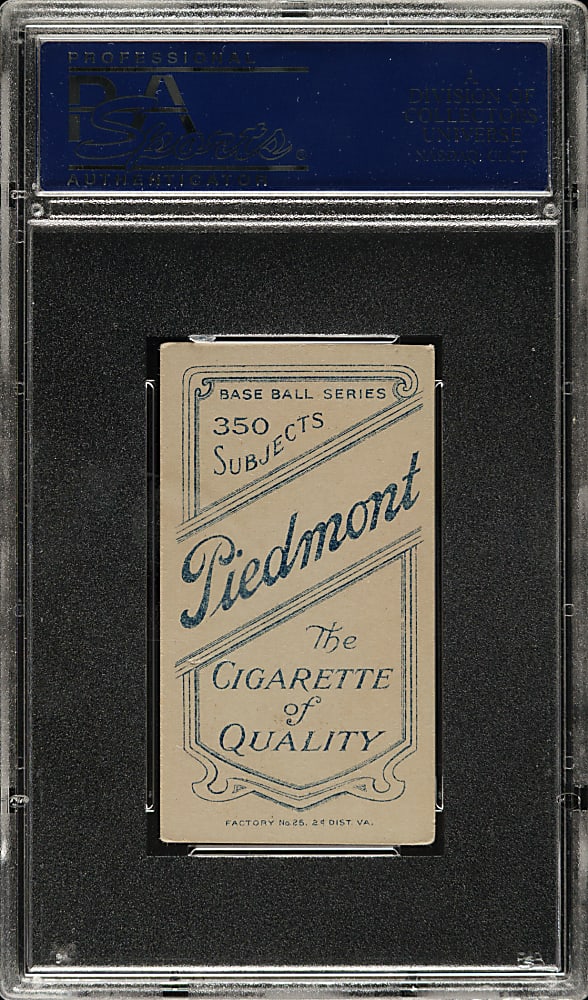 PROFESSIONAL
PSA
Sports
AUTHENTICATOR
A
DIVISION OF
COLLECTORS
UNIVERSE
BASE BALL SERIES
350
SUBJECTS
Piedmont
The
CIGARETTE
of
QUALITY
FACTORY No. 25. 2d DIST. VA.